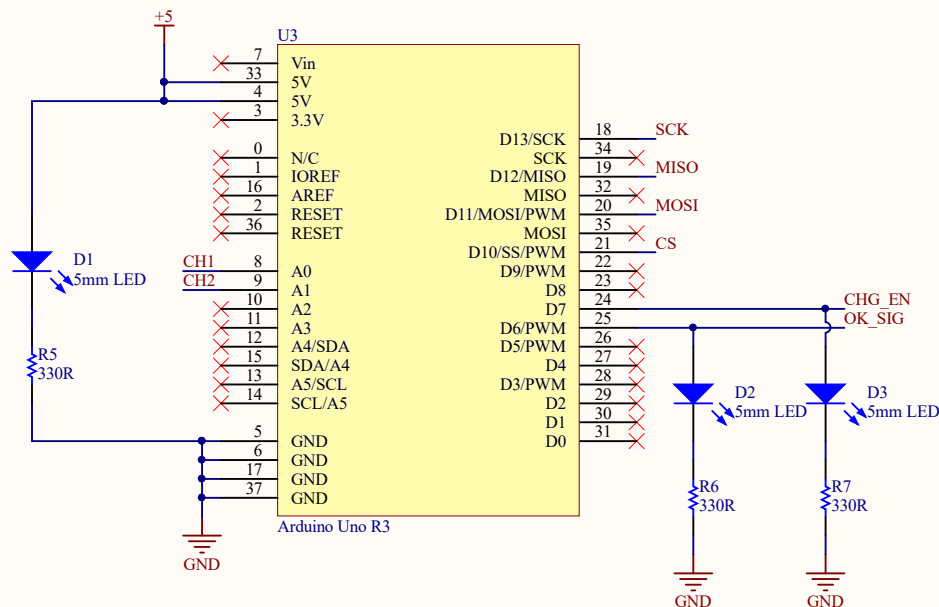 +5
U3
7 Vin
33 5V
4 5V
3 3.3V
0 N/C
1 IOREF
16 AREF
2 RESET
36 RESET
CH1 8 A0
CH2 9 A1
10 A2
11 A3
12 A4/SDA
15 SDA/A4
13 A5/SCL
14 SCL/A5
5 GND
6 GND
17 GND
37 GND
D13/SCK 18 SCK
SCK 34
D12/MISO 19 MISO
MISO 32
D11/MOSI/PWM 20 MOSI
MOSI 35
D10/SS/PWM 21 CS
D9/PWM 22
D8 23
D7 24 CHG_EN
D6/PWM 25 OK_SIG
D5/PWM 26
D4 27
D3/PWM 28
D2 29
D1 30
D0 31
Arduino Uno R3
D1
5mm LED
R5
330R
GND
D2
5mm LED
R6
330R
GND
D3
5mm LED
R7
330R
GND